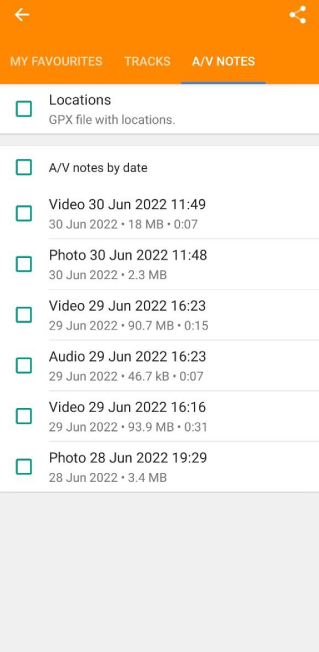 MY FAVOURITES TRACKS A/V NOTES
Locations
GPX file with locations.
A/V notes by date
Video 30 Jun 2022 11:49
30 Jun 2022 • 18 MB • 0:07
Photo 30 Jun 2022 11:48
30 Jun 2022 • 2.3 MB
Video 29 Jun 2022 16:23
29 Jun 2022 • 90.7 MB • 0:15
Audio 29 Jun 2022 16:23
29 Jun 2022 • 46.7 kB • 0:07
Video 29 Jun 2022 16:16
29 Jun 2022 • 93.9 MB • 0:31
Photo 28 Jun 2022 19:29
28 Jun 2022 • 3.4 MB